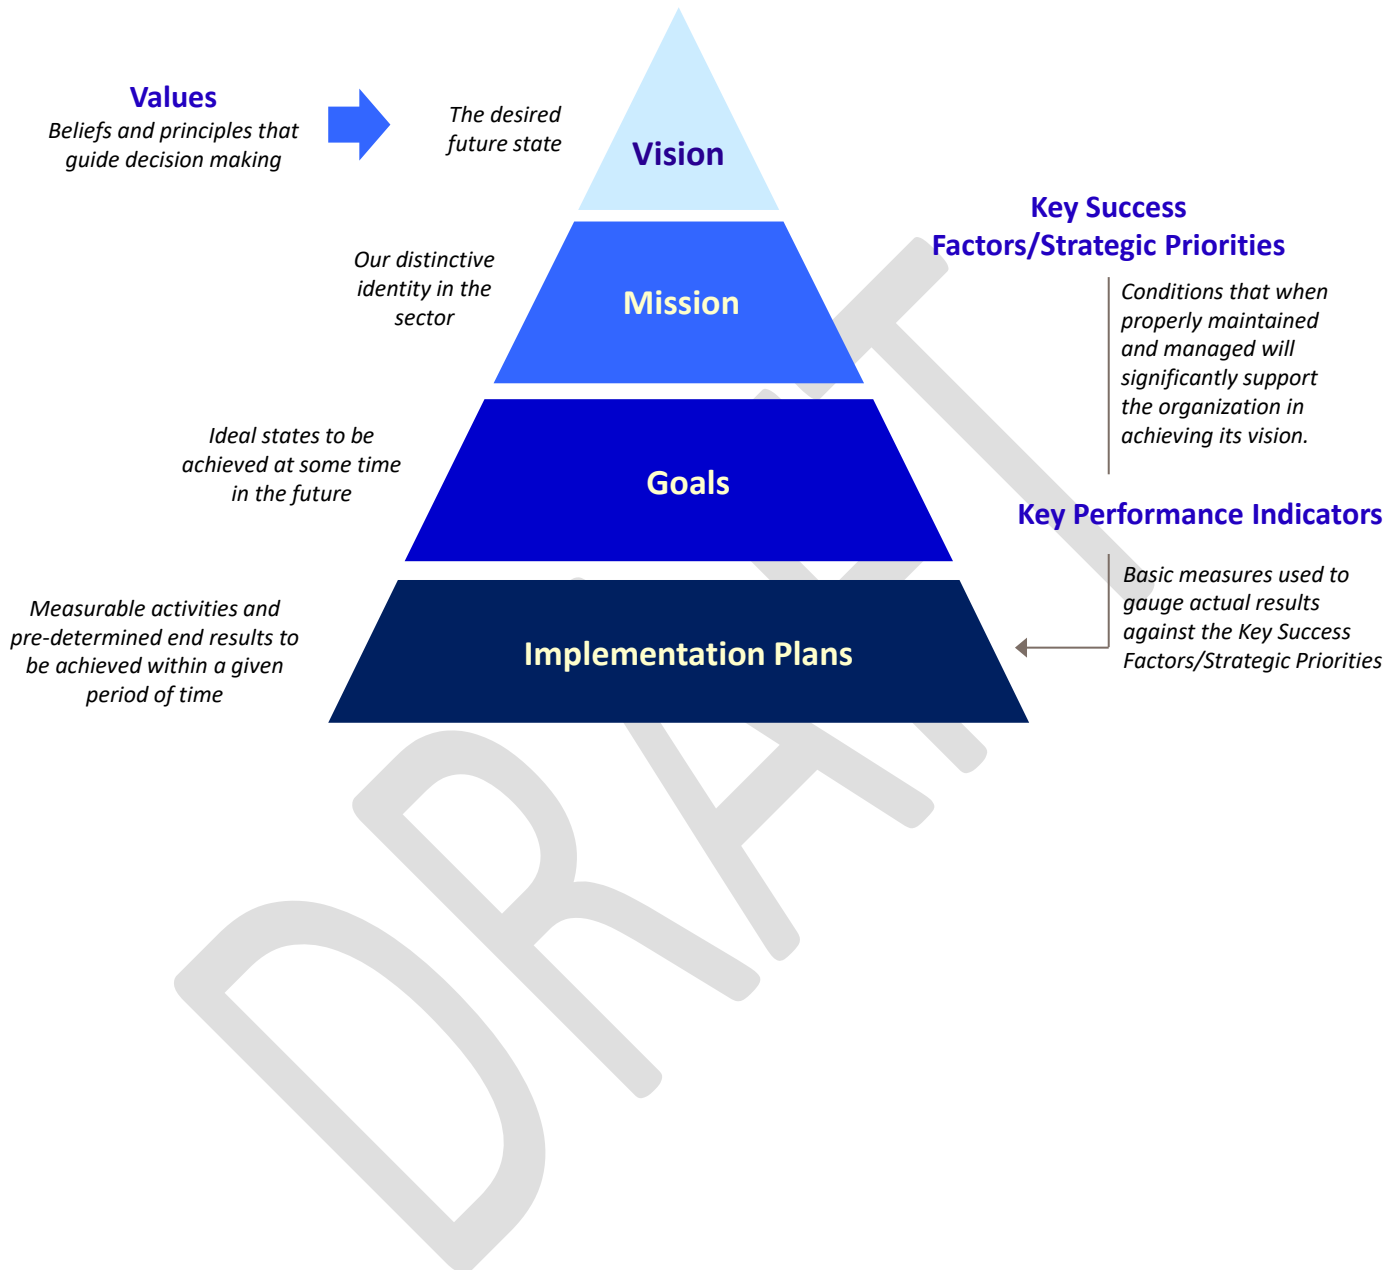 Values
Beliefs and principles that
guide decision making
The desired
future state
Vision
Our distinctive
identity in the
sector
Mission
Key Success
Factors/Strategic Priorities
Conditions that when
properly maintained
and managed will
significantly support
the organization in
achieving its vision.
Ideal states to be
achieved at some time
in the future
Goals
Key Performance Indicators
Basic measures used to
gauge actual results
against the Key Success
Factors/Strategic Priorities
Measurable activities and
pre-determined end results to
be achieved within a given
period of time
Implementation Plans
DRAFT